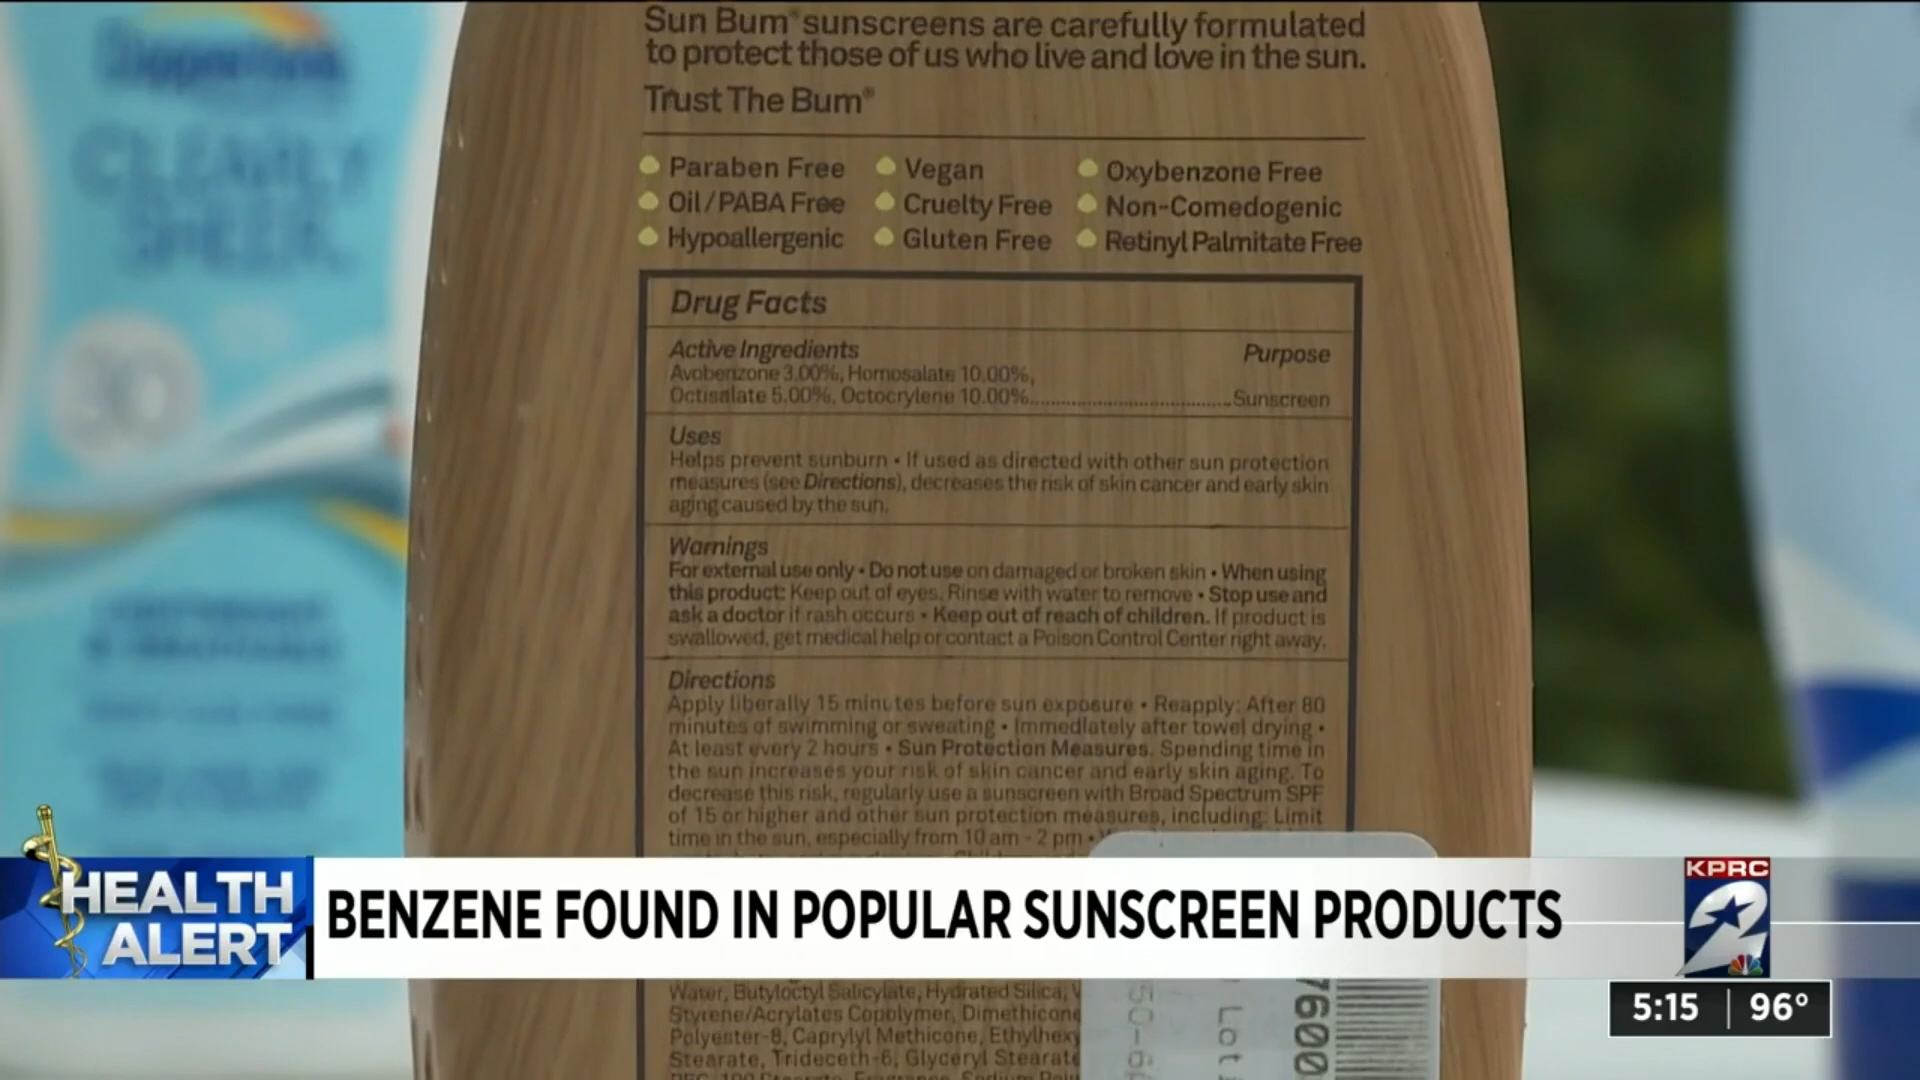 Sun Bum® sunscreens are carefully formulated
to protect those of us who live and love in the sun.
Trust The Bum®
Paraben Free Vegan Oxybenzone Free
Oil/PABA Free Cruelty Free Non-Comedogenic
Hypoallergenic Gluten Free Retinyl Palmitate Free
Coppertone
CLEARLY
SHEER
30
Drug Facts
Active Ingredients Purpose
Avobenzone 3.00%, Homosalate 10.00%,
Octisalate 5.00%, Octocrylene 10.00%..............................Sunscreen
Uses
Helps prevent sunburn • If used as directed with other sun protection
measures (see Directions), decreases the risk of skin cancer and early skin
aging caused by the sun.
Warnings
For external use only • Do not use on damaged or broken skin • When using
this product: Keep out of eyes. Rinse with water to remove • Stop use and
ask a doctor if rash occurs • Keep out of reach of children. If product is
swallowed, get medical help or contact a Poison Control Center right away.
Directions
Apply liberally 15 minutes before sun exposure • Reapply: After 80
minutes of swimming or sweating • Immediately after towel drying •
At least every 2 hours • Sun Protection Measures. Spending time in
the sun increases your risk of skin cancer and early skin aging. To
decrease this risk, regularly use a sunscreen with Broad Spectrum SPF
of 15 or higher and other sun protection measures, including: Limit
time in the sun, especially from 10 am - 2 pm •
HEALTH
ALERT
BENZENE FOUND IN POPULAR SUNSCREEN PRODUCTS
KPRC
2
5:15 96°
Water, Butyloctyl Salicylate, Hydrated Silica,
Styrene/Acrylates Copolymer, Dimethicone
Polyester-8, Caprylyl Methicone, Ethylhexy
Stearate, Trideceth-6, Glyceryl Stearate
Lot
7600